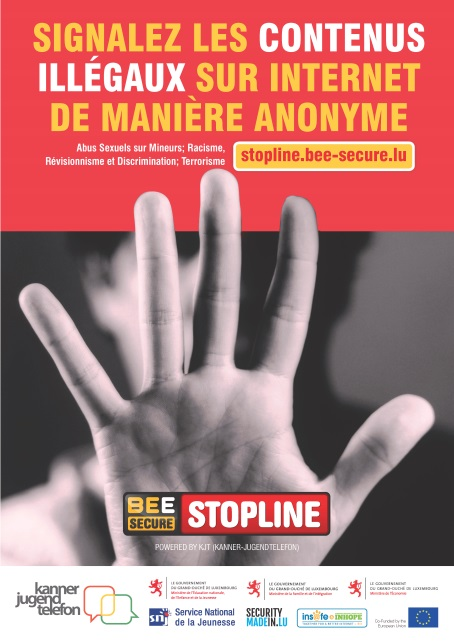 SIGNALEZ LES CONTENUS
ILLÉGAUX SUR INTERNET
DE MANIÈRE ANONYME
Abus Sexuels sur Mineurs; Racisme,
Révisionnisme et Discrimination; Terrorisme
stopline.bee-secure.lu
BEE
SECURE
STOPLINE
POWERED BY KJT (KANNER-JUGENDTELEFON)
kanner
jugend
telefon
LE GOUVERNEMENT
DU GRAND-DUCHÉ DE LUXEMBOURG
Ministère de l'Éducation nationale,
de l'Enfance et de la Jeunesse
LE GOUVERNEMENT
DU GRAND-DUCHÉ DE LUXEMBOURG
Ministère de la Famille et de l'Intégration
LE GOUVERNEMENT
DU GRAND-DUCHÉ DE LUXEMBOURG
Ministère de l'Économie
snj
Service National
de la Jeunesse
SECURITY
MADEIN.LU
insafe
INHOPE
Co-Funded by the
European Union